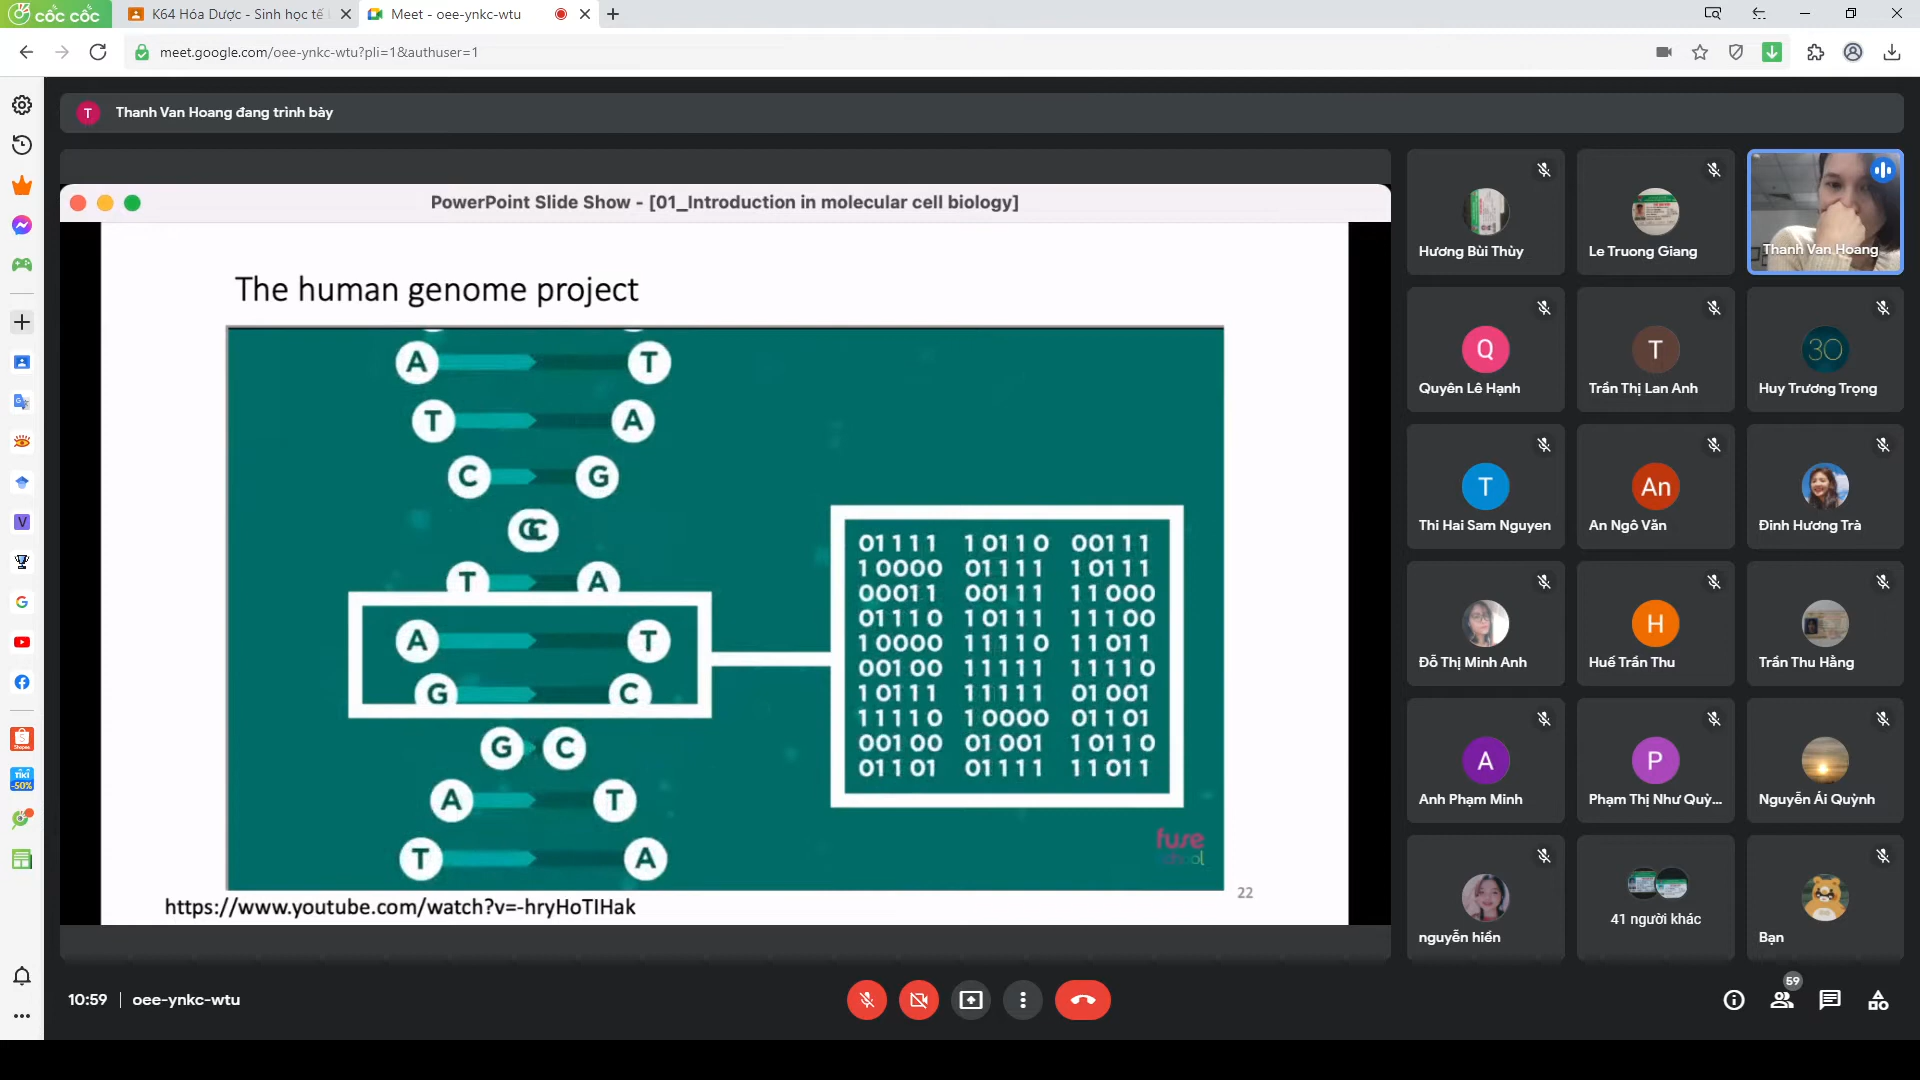 cốc cốc
K64 Hóa Dược - Sinh học tế
Meet - oee-ynkc-wtu
meet.google.com/oee-ynkc-wtu?pli=1&authuser=1
T Thanh Van Hoang đang trình bày
PowerPoint Slide Show - [01_Introduction in molecular cell biology]
The human genome project
A T
T A
C G
T A
A T
G C
G C
A T
T A
01111 10110 00111
10000 01111 10111
00011 00111 11000
01110 10111 11100
10000 11110 11011
00100 11111 11110
10111 11111 01001
11110 10000 01101
00100 01001 10110
01101 01111 11011
fuse
school
22
https://www.youtube.com/watch?v=-hryHoTIHak
Hương Bùi Thùy
Le Truong Giang
Thanh Van Hoang
Q
Quyên Lê Hạnh
T
Trần Thị Lan Anh
30
Huy Trương Trọng
T
Thi Hai Sam Nguyen
An
An Ngô Văn
Đinh Hương Trà
Đỗ Thị Minh Anh
H
Huế Trần Thu
Trần Thu Hằng
A
Anh Phạm Minh
P
Phạm Thị Như Quỳ...
Nguyễn Ái Quỳnh
nguyễn hiền
41 người khác
Bạn
10:59 | oee-ynkc-wtu
59
V
G
Shopee
TIKI
-50%